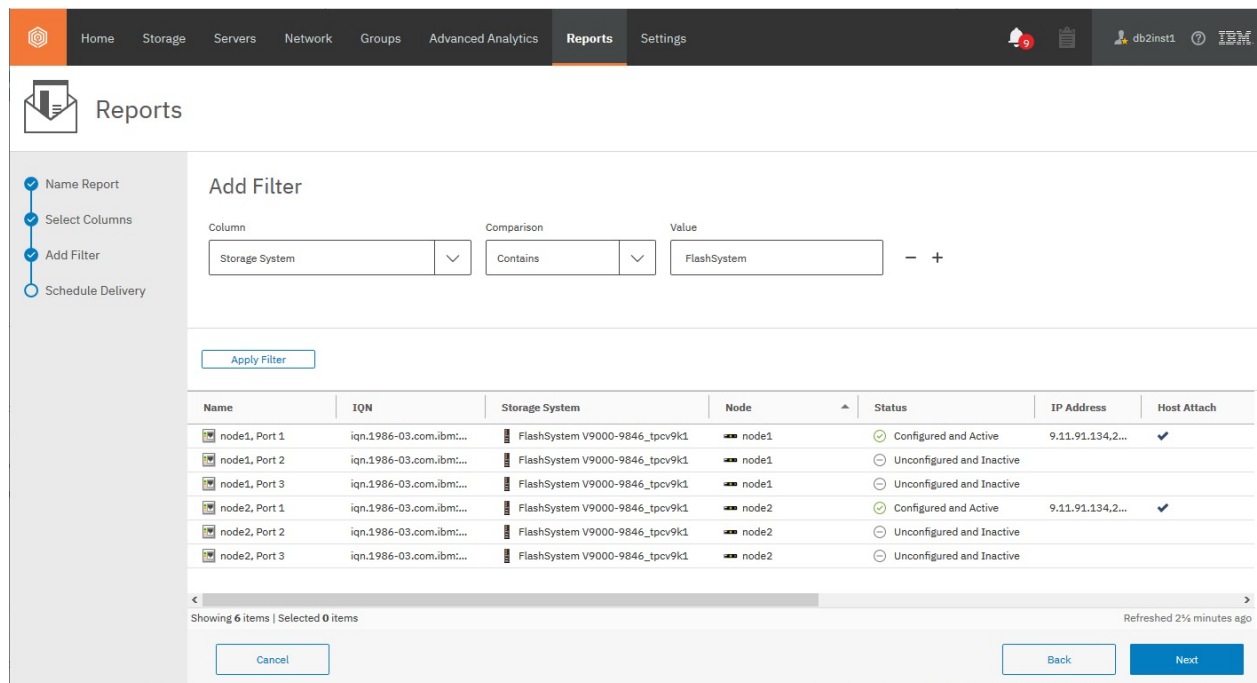 Home Storage Servers Network Groups Advanced Analytics Reports Settings 9 db2inst1 IBM
Reports
Name Report
Select Columns
Add Filter
Schedule Delivery
Add Filter
Column Comparison Value
Storage System Contains FlashSystem − +
Apply Filter
Name IQN Storage System Node Status IP Address Host Attach
node1, Port 1 iqn.1986-03.com.ibm:... FlashSystem V9000-9846_tpcv9k1 node1 Configured and Active 9.11.91.134,2...
node1, Port 2 iqn.1986-03.com.ibm:... FlashSystem V9000-9846_tpcv9k1 node1 Unconfigured and Inactive
node1, Port 3 iqn.1986-03.com.ibm:... FlashSystem V9000-9846_tpcv9k1 node1 Unconfigured and Inactive
node2, Port 1 iqn.1986-03.com.ibm:... FlashSystem V9000-9846_tpcv9k1 node2 Configured and Active 9.11.91.134,2...
node2, Port 2 iqn.1986-03.com.ibm:... FlashSystem V9000-9846_tpcv9k1 node2 Unconfigured and Inactive
node2, Port 3 iqn.1986-03.com.ibm:... FlashSystem V9000-9846_tpcv9k1 node2 Unconfigured and Inactive
Showing 6 items | Selected 0 items Refreshed 2½ minutes ago
Cancel Back Next